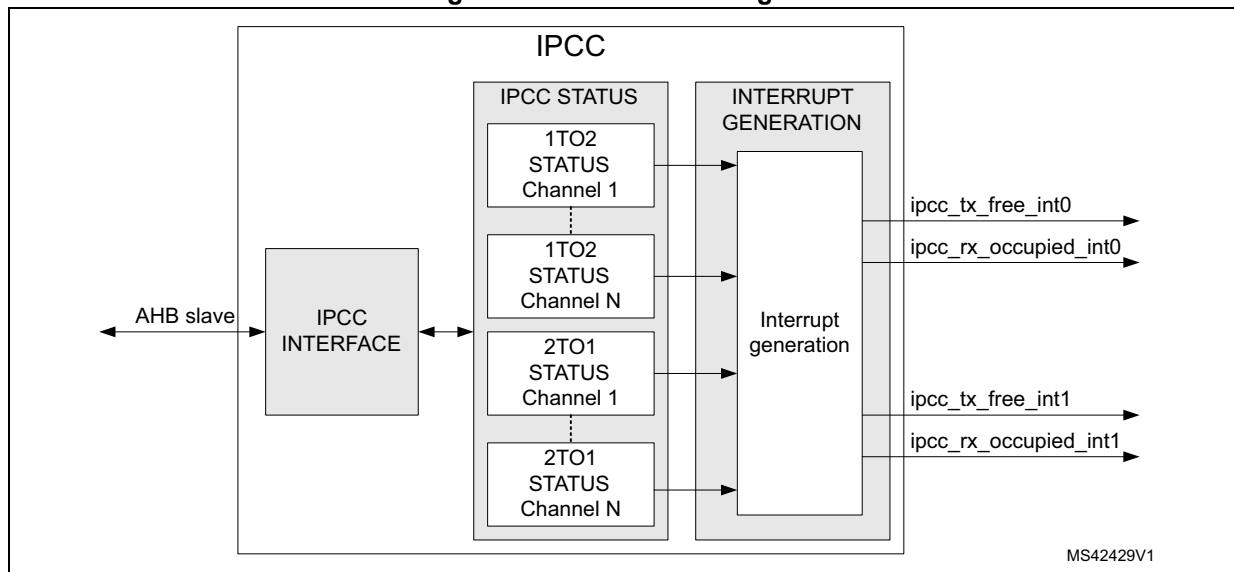 IPCC
IPCC STATUS
1TO2
STATUS
Channel 1
1TO2
STATUS
Channel N
2TO1
STATUS
Channel 1
2TO1
STATUS
Channel N
INTERRUPT
GENERATION
Interrupt
generation
AHB slave
IPCC
INTERFACE
ipcc_tx_free_int0
ipcc_rx_occupied_int0
ipcc_tx_free_int1
ipcc_rx_occupied_int1
MS42429V1